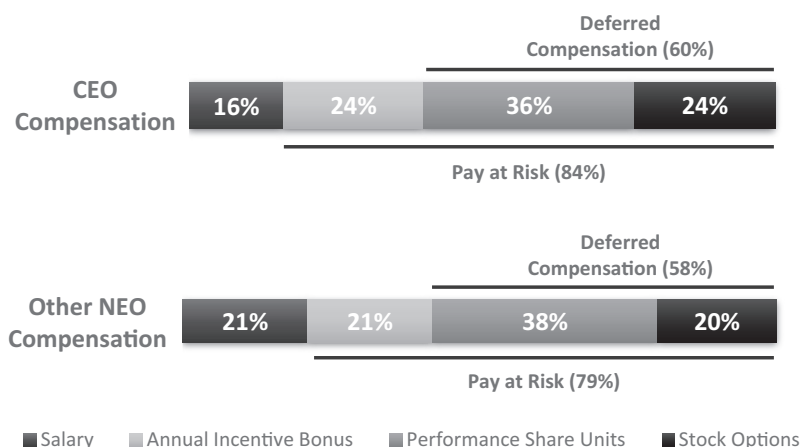 Deferred
Compensation (60%)
CEO
Compensation
16% 24% 36% 24%
Pay at Risk (84%)
Deferred
Compensation (58%)
Other NEO
Compensation
21% 21% 38% 20%
Pay at Risk (79%)
Salary Annual Incentive Bonus Performance Share Units Stock Options